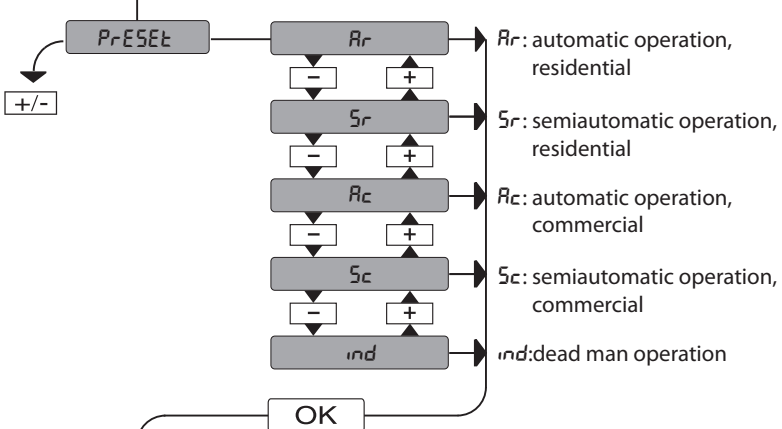 PrESEt
Ar
Ar: automatic operation,
residential
+/-
−
+
Sr
Sr: semiautomatic operation,
residential
−
+
Ac
Ac: automatic operation,
commercial
−
+
Sc
Sc: semiautomatic operation,
commercial
−
+
ind
ind:dead man operation
OK